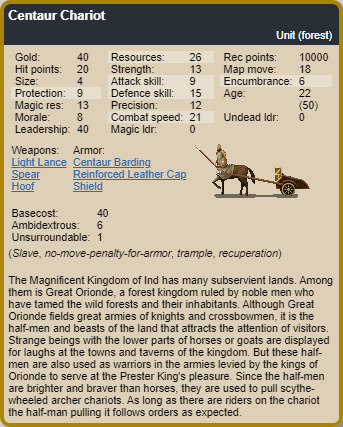 Centaur Chariot
Unit (forest)
Gold: 40 Resources: 26 Rec points: 10000
Hit points: 20 Strength: 13 Map move: 18
Size: 4 Attack skill: 9 Encumbrance: 6
Protection: 9 Defence skill: 15 Age: 22
Magic res: 13 Precision: 12 (50)
Morale: 8 Combat speed: 21 Undead ldr: 0
Leadership: 40 Magic ldr: 0
Weapons: Armor:
Light Lance Centaur Barding
Spear Reinforced Leather Cap
Hoof Shield
Basecost: 40
Ambidextrous: 6
Unsurroundable: 1
(Slave, no-move-penalty-for-armor, trample, recuperation)
The Magnificent Kingdom of Ind has many subservient lands. Among
them is Great Orionde, a forest kingdom ruled by noble men who
have tamed the wild forests and their inhabitants. Although Great
Orionde fields great armies of knights and crossbowmen, it is the
half-men and beasts of the land that attracts the attention of visitors.
Strange beings with the lower parts of horses or goats are displayed
for laughs at the towns and taverns of the kingdom. But these half-
men are also used as warriors in the armies levied by the kings of
Orionde to serve at the Prester King's pleasure. Since the half-men
are brighter and braver than horses, they are used to pull scythe-
wheeled archer chariots. As long as there are riders on the chariot
the half-man pulling it follows orders as expected.